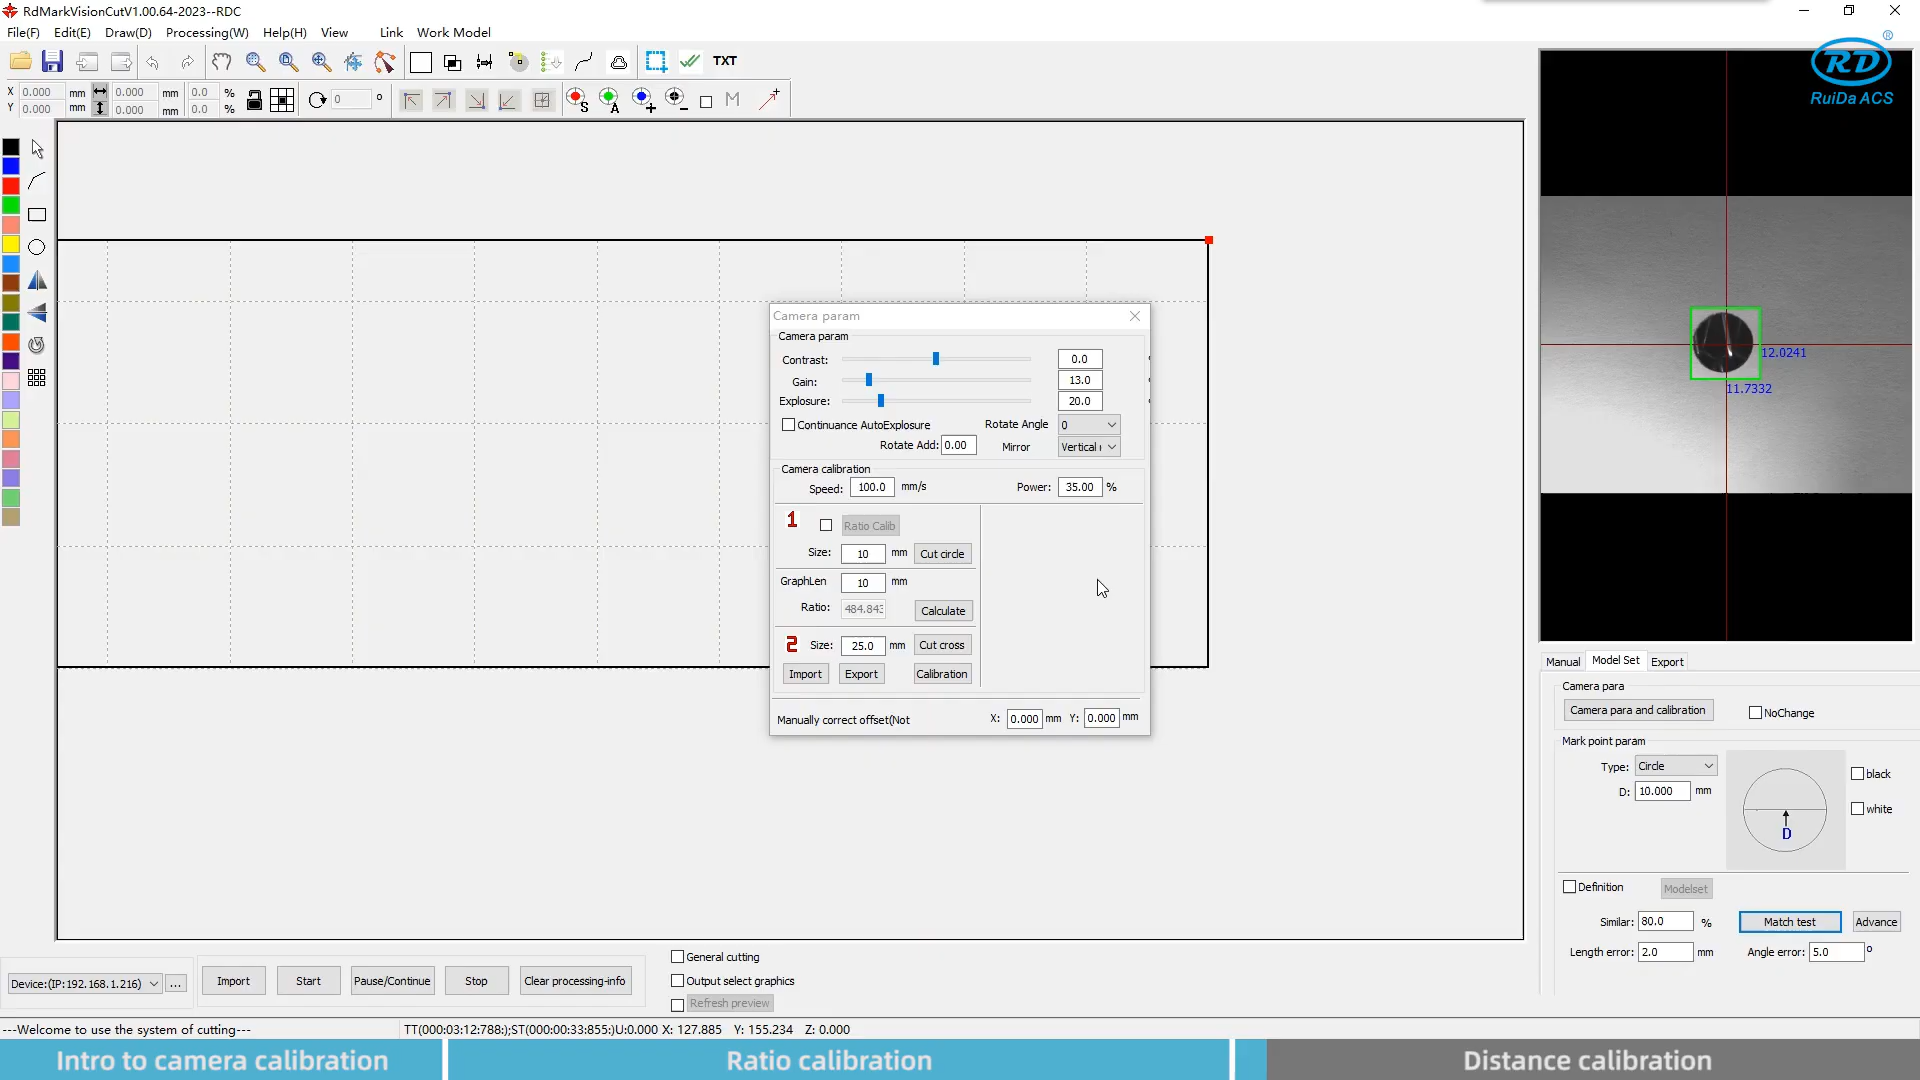 RdMarkVisionCutV1.00.64-2023--RDC
File(F) Edit(E) Draw(D) Processing(W) Help(H) View Link Work Model
TXT
X 0.000 mm 0.000 mm 0.0 % 0 °
Y 0.000 mm 0.000 mm 0.0 %
S A M
RD ®
RuiDa ACS
12.0241
11.7332
Camera param
Camera param
Contrast: 0.0
Gain: 13.0
Explosure: 20.0
Continuance AutoExplosure Rotate Angle 0
Rotate Add: 0.00 Mirror Vertical
Camera calibration
Speed: 100.0 mm/s Power: 35.00 %
1 Ratio Calib
Size: 10 mm Cut circle
GraphLen 10 mm
Ratio: 484.843 Calculate
2 Size: 25.0 mm Cut cross
Import Export Calibration
Manually correct offset(Not X: 0.000 mm Y: 0.000 mm
Manual Model Set Export
Camera para
Camera para and calibration NoChange
Mark point param
Type: Circle black
D: 10.000 mm white
D
Definition Modelset
Similar: 80.0 % Match test Advance
Length error: 2.0 mm Angle error: 5.0 °
General cutting
Device:(IP:192.168.1.216) ... Import Start Pause/Continue Stop Clear processing-info Output select graphics
Refresh preview
---Welcome to use the system of cutting--- TT(000:03:12:788:);ST(000:00:33:855:)U:0.000 X: 127.885 Y: 155.234 Z: 0.000
Intro to camera calibration Ratio calibration Distance calibration